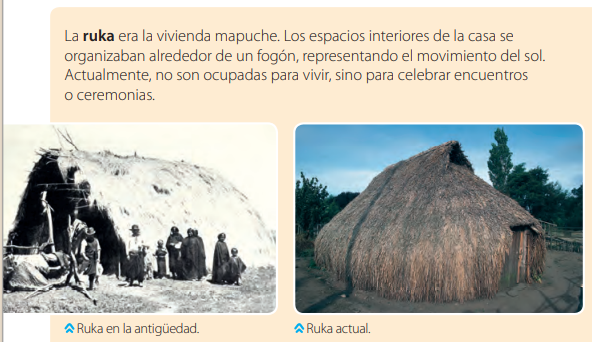 La ruka era la vivienda mapuche. Los espacios interiores de la casa se
organizaban alrededor de un fogón, representando el movimiento del sol.
Actualmente, no son ocupadas para vivir, sino para celebrar encuentros
o ceremonias.
Ruka en la antigüedad.
Ruka actual.